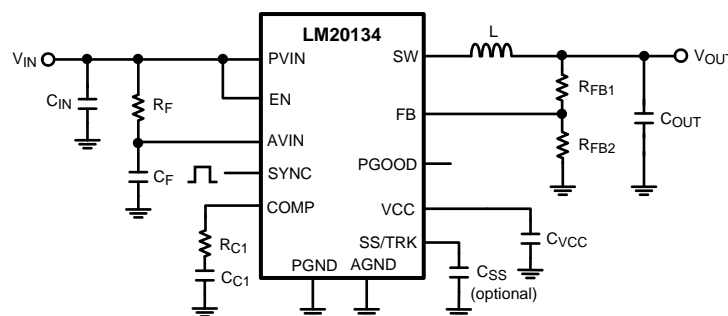 LM20134
VIN
CIN
RF
CF
PVIN
EN
AVIN
SYNC
COMP
RC1
CC1
PGND
AGND
SW
FB
PGOOD
VCC
SS/TRK
L
RFB1
RFB2
COUT
VOUT
CVCC
CSS
(optional)